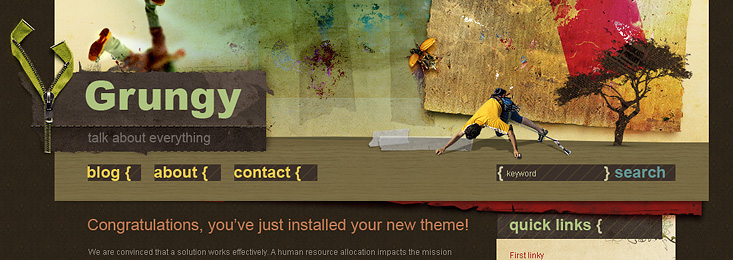 Grungy
talk about everything
blog {
about {
contact {
{ keyword } search
Congratulations, you've just installed your new theme!
quick links {
We are convinced that a solution works effectively. A human resource allocation impacts the mission
First linky